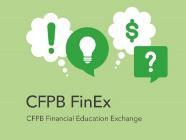 ! $ ?
CFPB FinEx
CFPB Financial Education Exchange